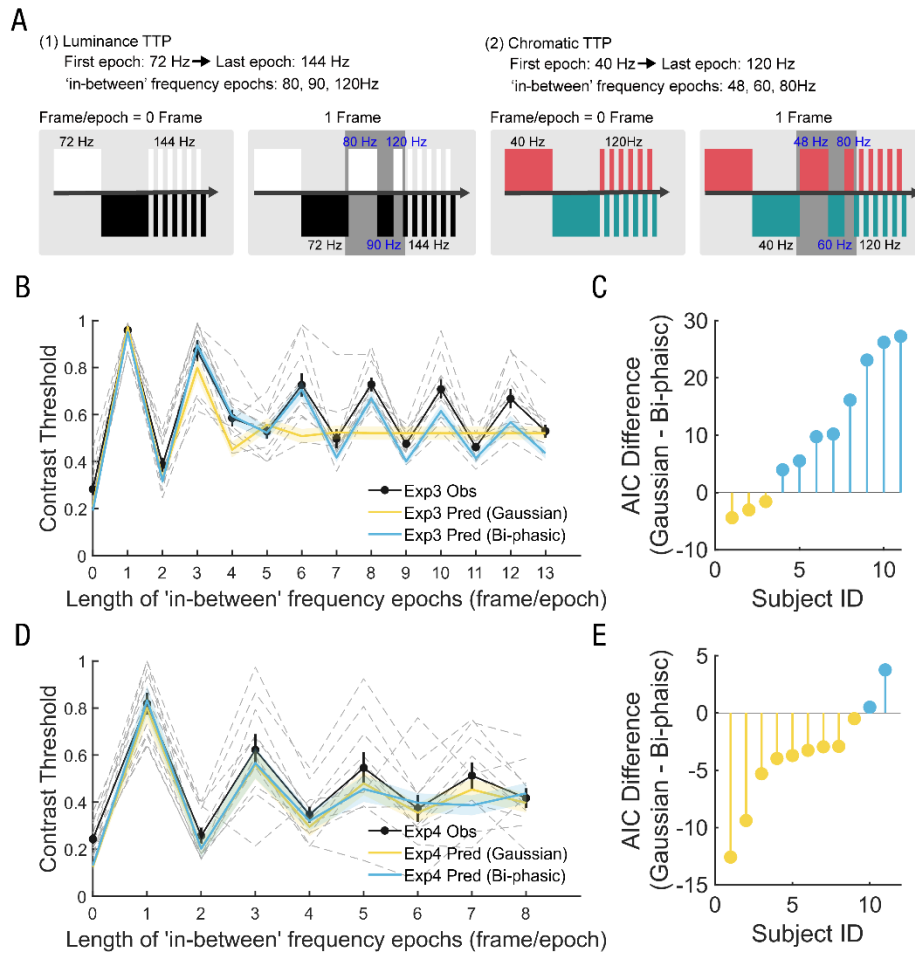 A
(1) Luminance TTP
First epoch: 72 Hz → Last epoch: 144 Hz
'in-between' frequency epochs: 80, 90, 120Hz
(2) Chromatic TTP
First epoch: 40 Hz → Last epoch: 120 Hz
'in-between' frequency epochs: 48, 60, 80Hz
Frame/epoch = 0 Frame
1 Frame
Frame/epoch = 0 Frame
1 Frame
72 Hz
144 Hz
80 Hz
120 Hz
72 Hz
90 Hz
144 Hz
40 Hz
120Hz
48 Hz
80 Hz
40 Hz
60 Hz
120 Hz
B
1
0.8
0.6
0.4
0.2
0
Contrast Threshold
Exp3 Obs
Exp3 Pred (Gaussian)
Exp3 Pred (Bi-phasic)
0 1 2 3 4 5 6 7 8 9 10 11 12 13
Length of 'in-between' frequency epochs (frame/epoch)
C
30
20
10
0
-10
AIC Difference
(Gaussian - Bi-phaisc)
0 5 10
Subject ID
D
1
0.8
0.6
0.4
0.2
0
Contrast Threshold
Exp4 Obs
Exp4 Pred (Gaussian)
Exp4 Pred (Bi-phasic)
0 1 2 3 4 5 6 7 8
Length of 'in-between' frequency epochs (frame/epoch)
E
5
0
-5
-10
-15
AIC Difference
(Gaussian - Bi-phaisc)
0 5 10
Subject ID